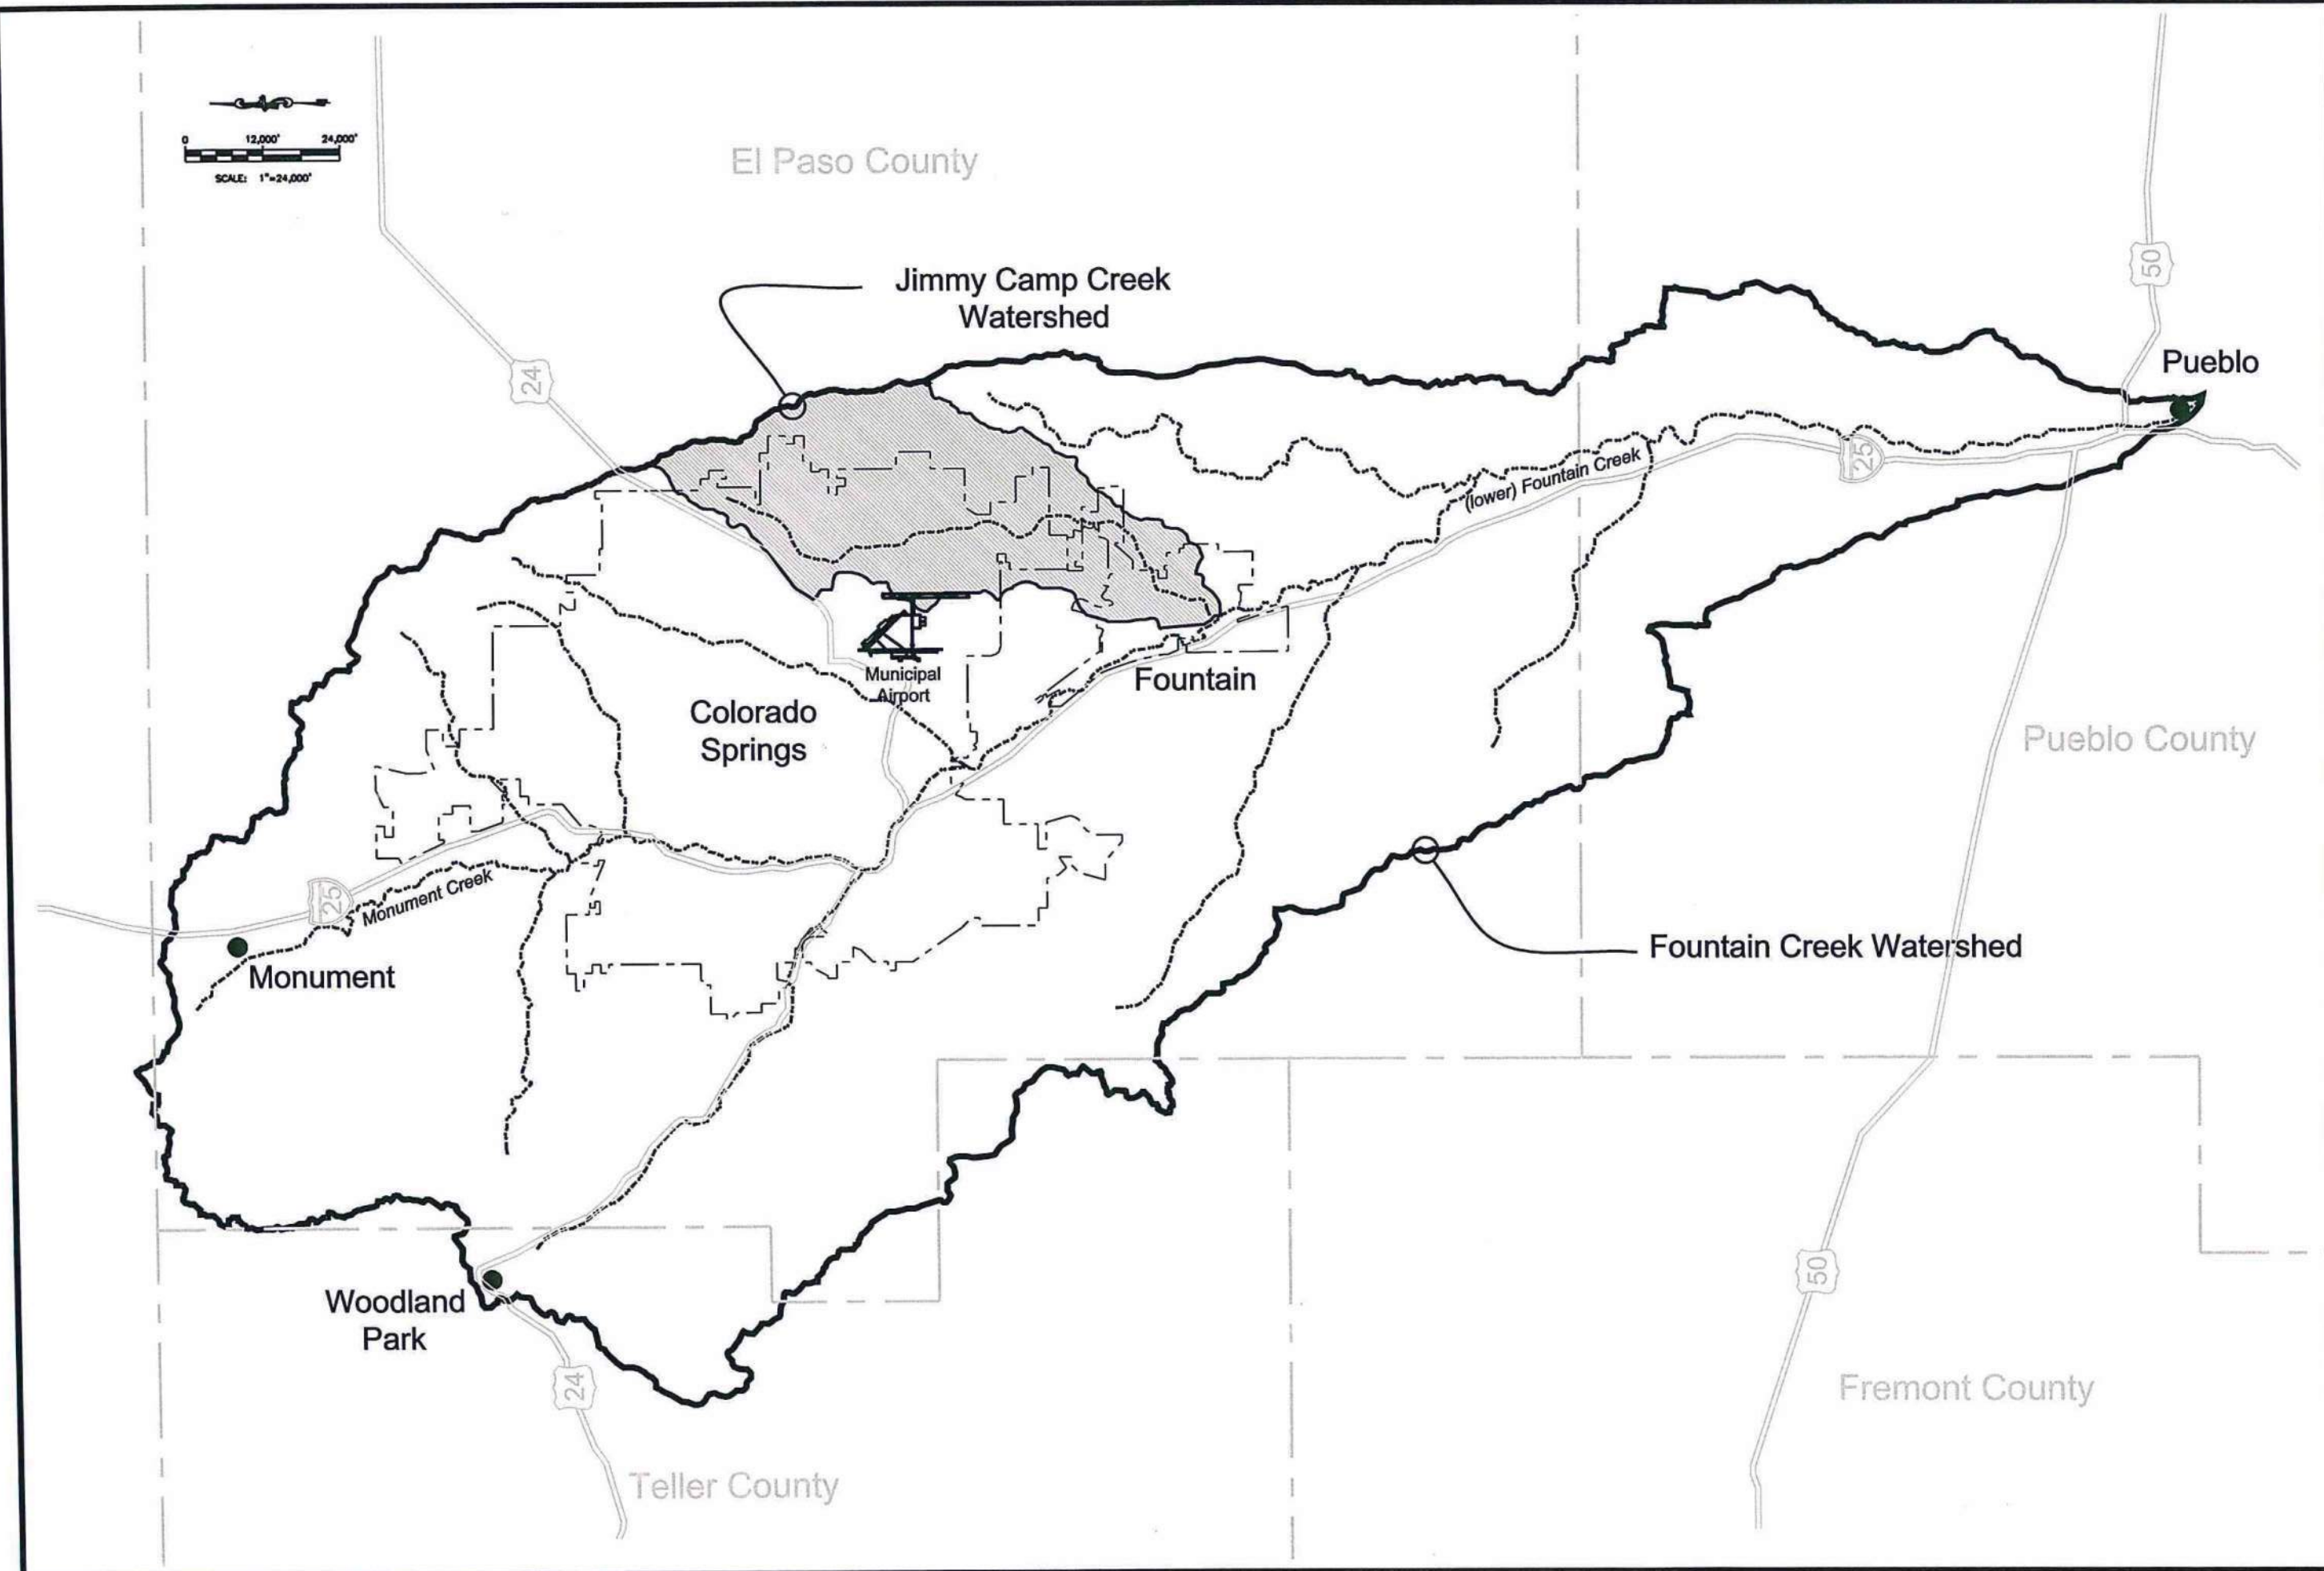 0 12,000' 24,000'
SCALE: 1"=24,000'
El Paso County
Jimmy Camp Creek
Watershed
50
24
Pueblo
25
(lower) Fountain Creek
Municipal
Airport
Fountain
Colorado
Springs
Pueblo County
25
Monument Creek
Monument
Fountain Creek Watershed
Woodland
Park
50
24
Fremont County
Teller County